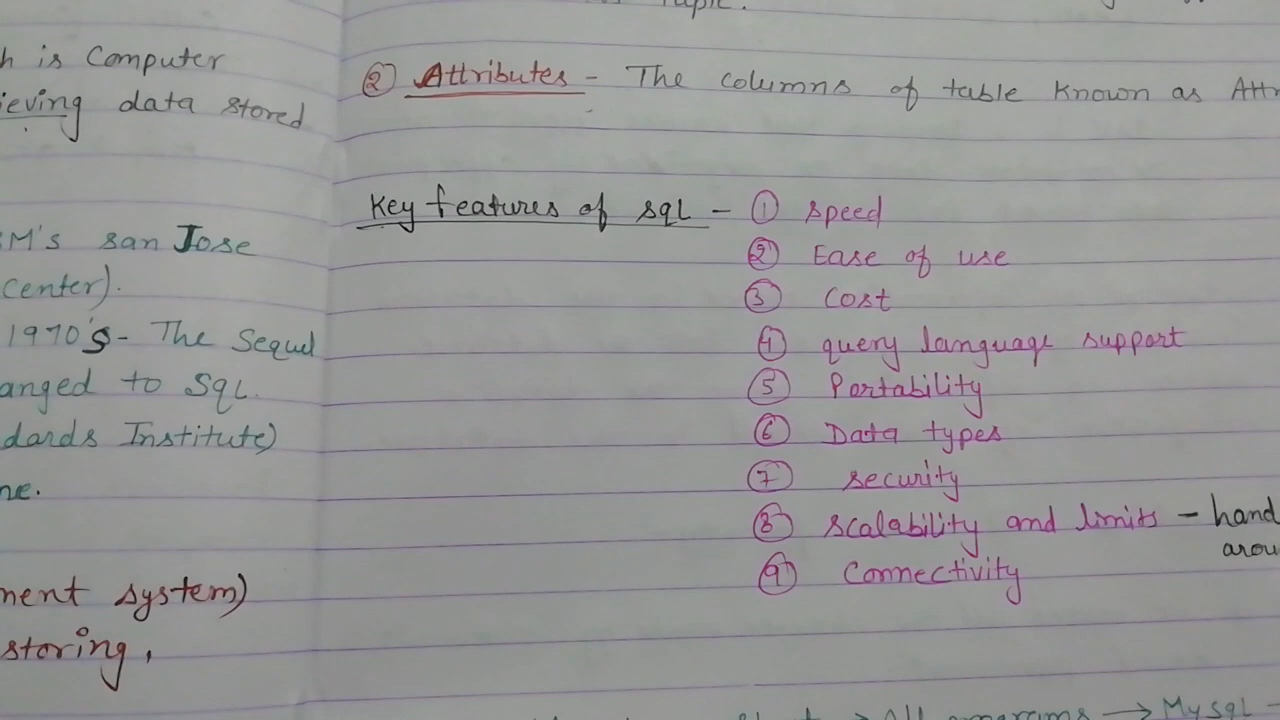 h is Computer
ieving data stored
M's san Jose
center).
1970's - The Sequel
anged to SQL.
dards Institute)
ne.
ment system)
storing,
② Attributes - The columns of table Known as Attr
Key features of SQL - ① speed
② Ease of use
③ Cost
④ query language support
⑤ Portability
⑥ Data types
⑦ security
⑧ scalability and limits - hand
arou
⑨ Connectivity
→ All → MySQL -